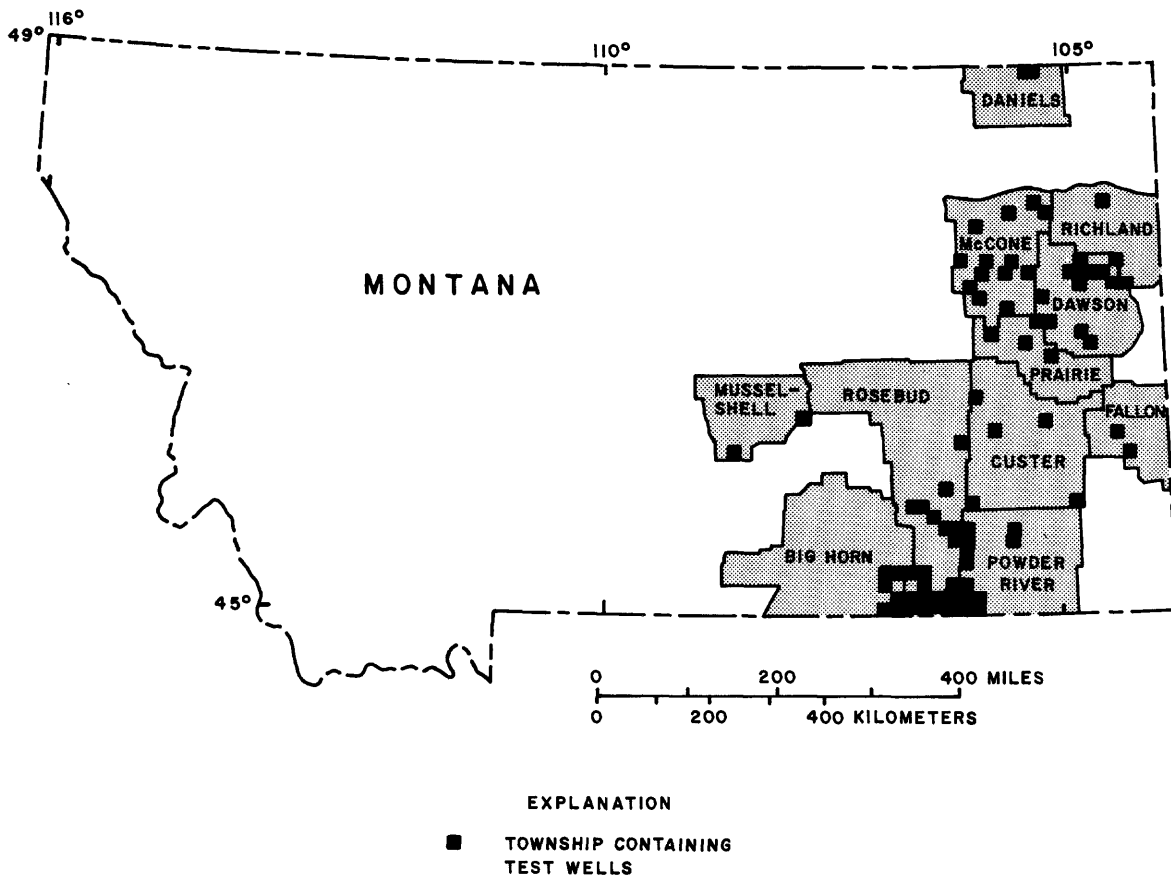 116°
49°
110°
105°
DANIELS
McCONE
RICHLAND
MONTANA
DAWSON
PRAIRIE
MUSSEL-
SHELL
ROSEBUD
FALLON
CUSTER
BIG HORN
POWDER
RIVER
45°
0 200 400 MILES
0 200 400 KILOMETERS
EXPLANATION
TOWNSHIP CONTAINING
TEST WELLS